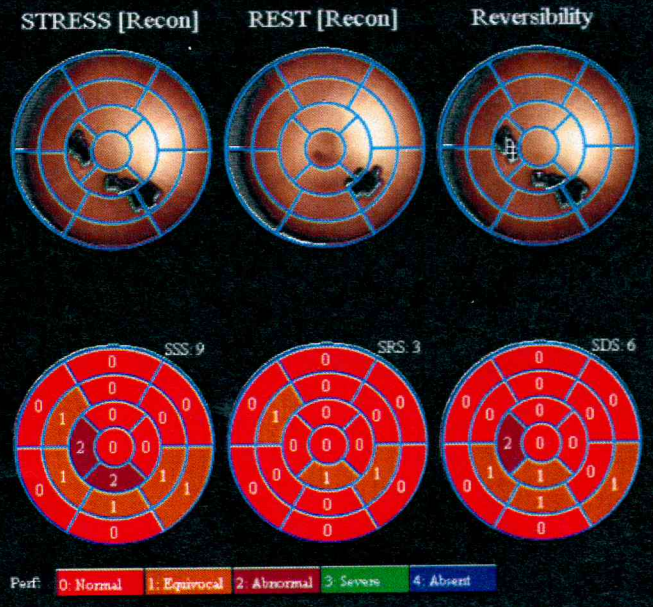 STRESS [Recon] REST [Recon] Reversibility
SSS: 9 SRS: 3 SDS: 6
0 0 0
0 0 0
0 0 0 0 0 0
0 1 0 0 0 1 0 0 0 0 0 0
2 0 0 0 0 0 2 0 0
1 2 1 0 1 1 1 1 0
0 1 0 0 0 1
1 0 1
0 0 0
Perf: 0: Normal 1: Equivocal 2: Abnormal 3: Severe 4: Absent